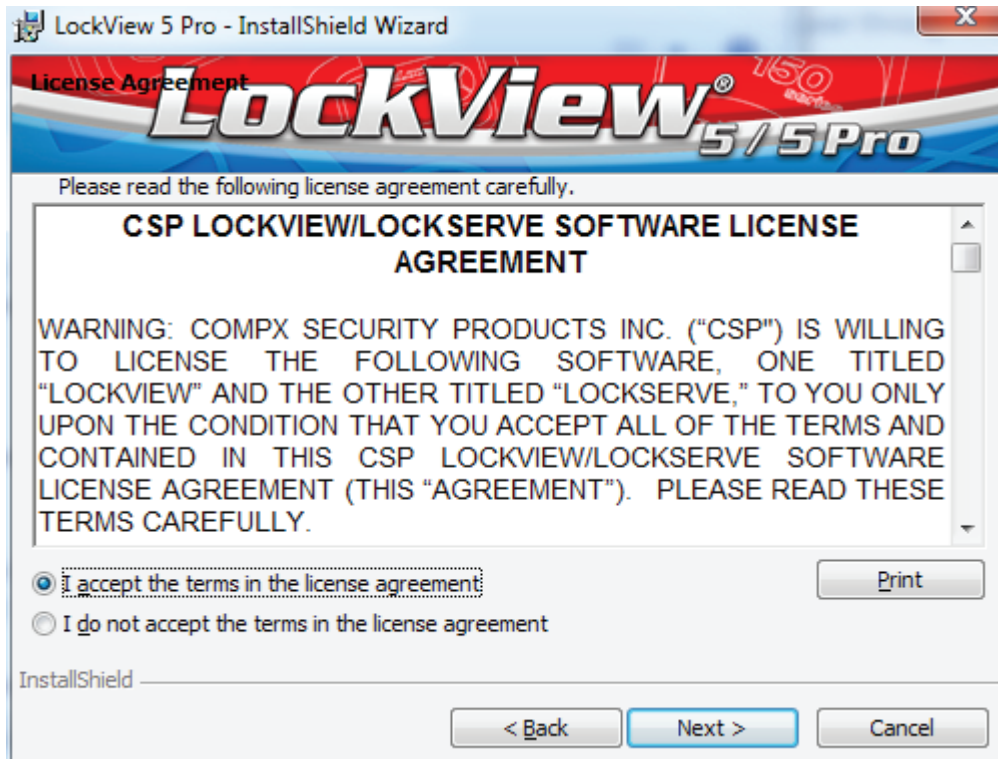 LockView 5 Pro - InstallShield Wizard
License Agreement
LockView®
150
series
5 / 5 Pro
Please read the following license agreement carefully.
CSP LOCKVIEW/LOCKSERVE SOFTWARE LICENSE
AGREEMENT
WARNING: COMPX SECURITY PRODUCTS INC. ("CSP") IS WILLING
TO LICENSE THE FOLLOWING SOFTWARE, ONE TITLED
“LOCKVIEW” AND THE OTHER TITLED “LOCKSERVE,” TO YOU ONLY
UPON THE CONDITION THAT YOU ACCEPT ALL OF THE TERMS AND
CONTAINED IN THIS CSP LOCKVIEW/LOCKSERVE SOFTWARE
LICENSE AGREEMENT (THIS “AGREEMENT”). PLEASE READ THESE
TERMS CAREFULLY.
I accept the terms in the license agreement
Print
I do not accept the terms in the license agreement
InstallShield
< Back
Next >
Cancel